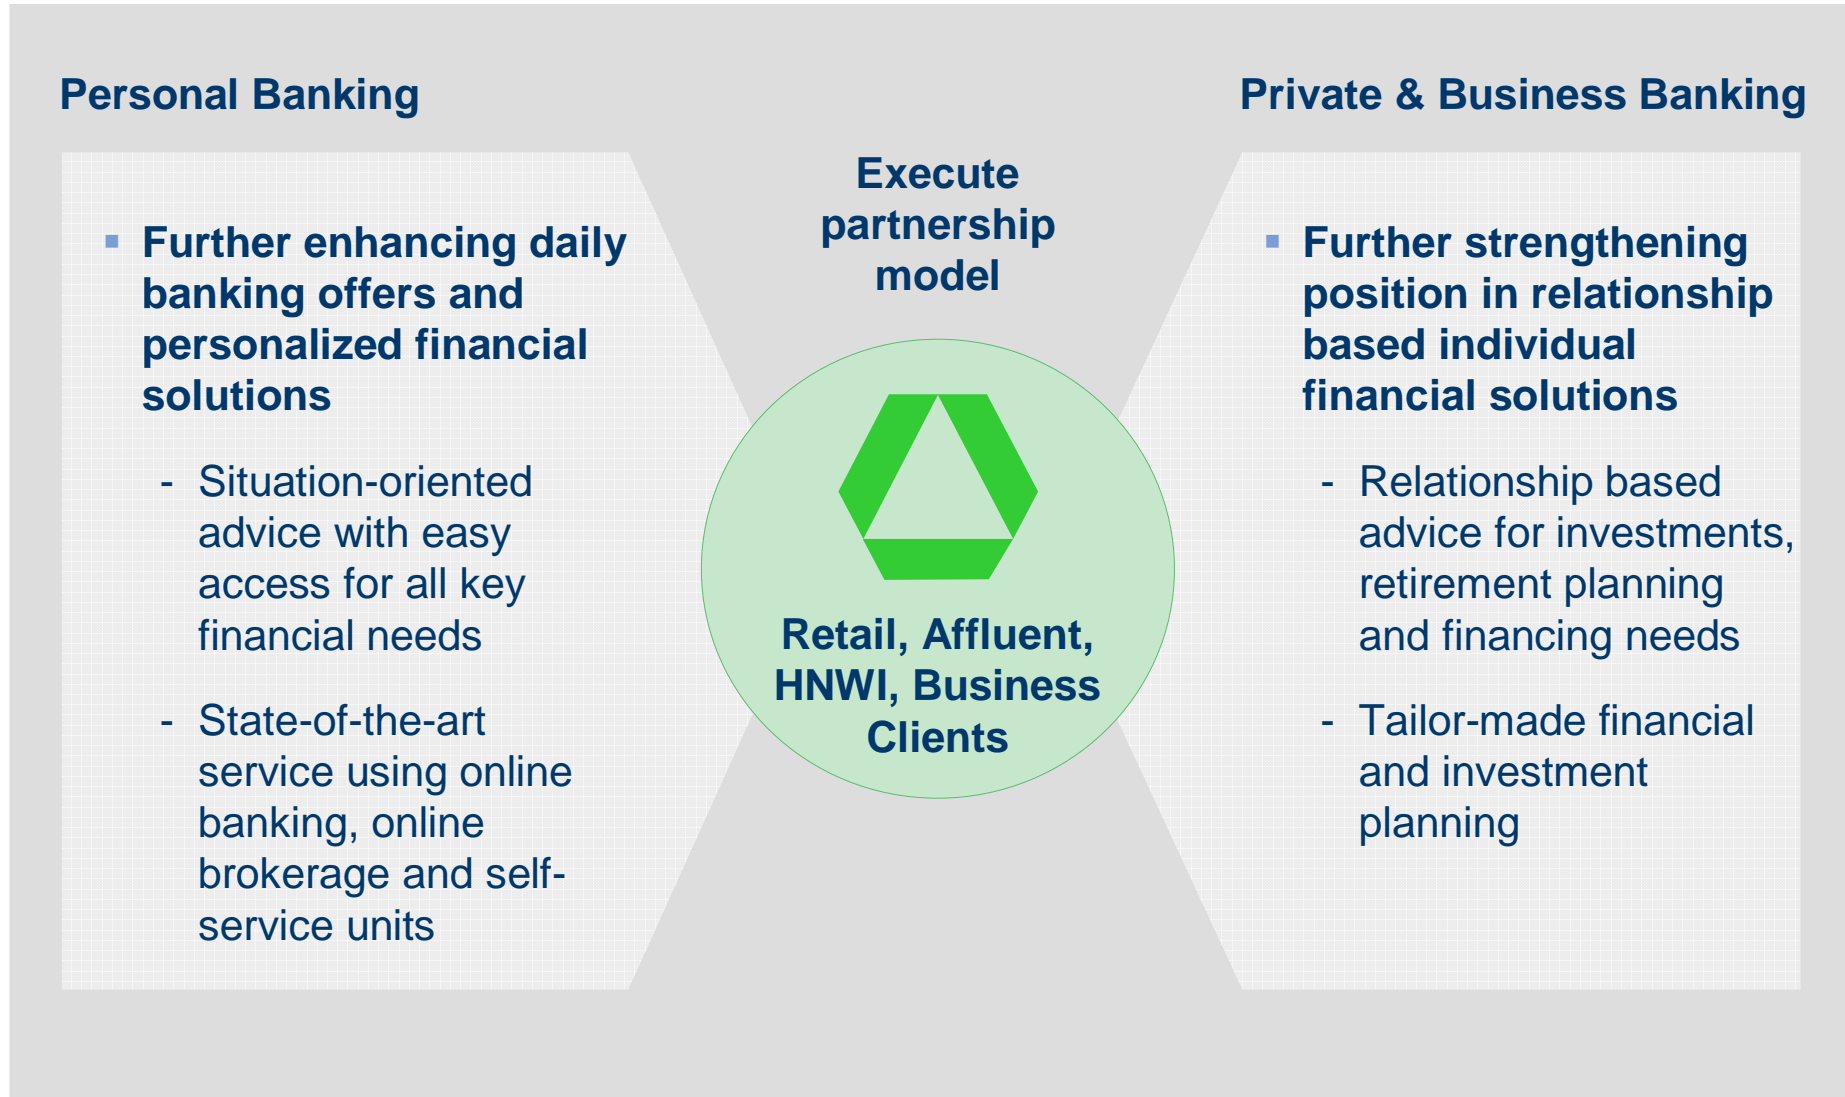 Personal Banking
▪ Further enhancing daily
banking offers and
personalized financial
solutions
- Situation-oriented
advice with easy
access for all key
financial needs
- State-of-the-art
service using online
banking, online
brokerage and self-
service units
Execute
partnership
model
Retail, Affluent,
HNWI, Business
Clients
Private & Business Banking
▪ Further strengthening
position in relationship
based individual
financial solutions
- Relationship based
advice for investments,
retirement planning
and financing needs
- Tailor-made financial
and investment
planning